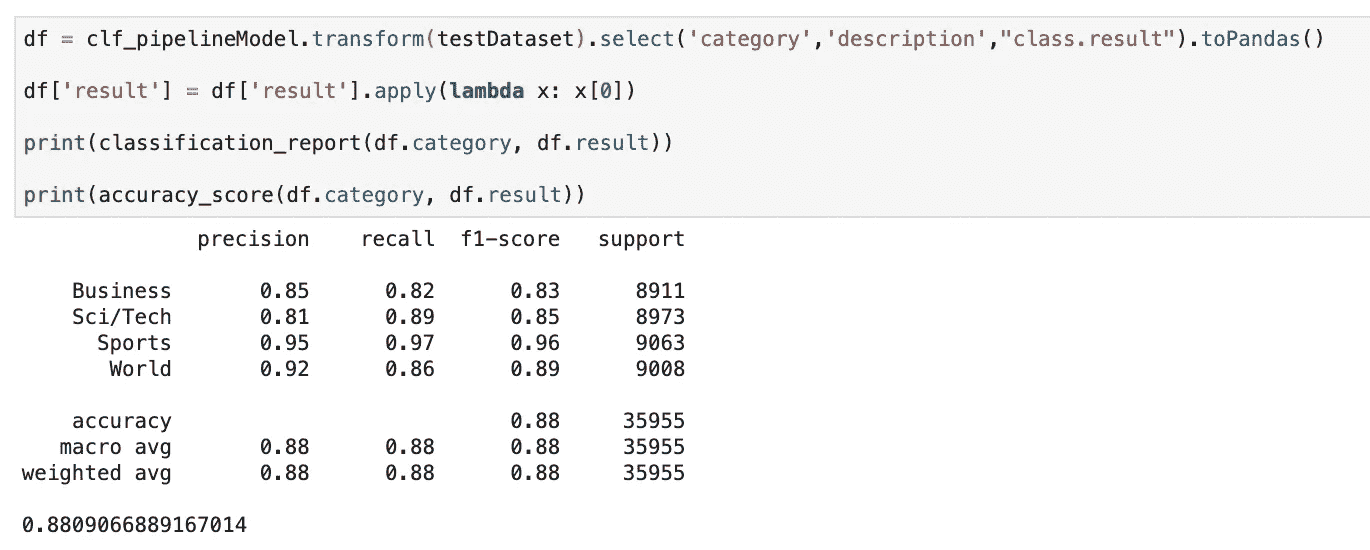 df = clf_pipelineModel.transform(testDataset).select('category','description',"class.result").toPandas()
df['result'] = df['result'].apply(lambda x: x[0])
print(classification_report(df.category, df.result))
print(accuracy_score(df.category, df.result))
precision recall f1-score support
Business 0.85 0.82 0.83 8911
Sci/Tech 0.81 0.89 0.85 8973
Sports 0.95 0.97 0.96 9063
World 0.92 0.86 0.89 9008
accuracy 0.88 35955
macro avg 0.88 0.88 0.88 35955
weighted avg 0.88 0.88 0.88 35955
0.8809066889167014